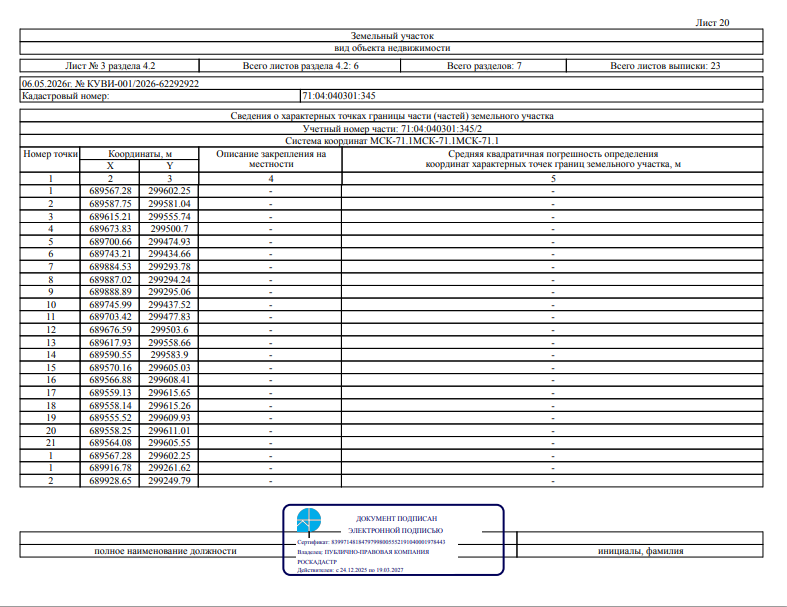 Лист 20
Земельный участок
вид объекта недвижимости
Лист № 3 раздела 4.2 Всего листов раздела 4.2: 6 Всего разделов: 7 Всего листов выписки: 23
06.05.2026г. № КУВИ-001/2026-62292922
Кадастровый номер: 71:04:040301:345
Сведения о характерных точках границы части (частей) земельного участка
Учетный номер части: 71:04:040301:345/2
Система координат МСК-71.1МСК-71.1МСК-71.1
Номер точки Координаты, м Описание закрепления на местности Средняя квадратичная погрешность определения координат характерных точек границ земельного участка, м
X Y
1 2 3 4 5
1 689567.28 299602.25 - -
2 689587.75 299581.04 - -
3 689615.21 299555.74 - -
4 689673.83 299500.7 - -
5 689700.66 299474.93 - -
6 689743.21 299434.66 - -
7 689884.53 299293.78 - -
8 689887.02 299294.24 - -
9 689888.89 299295.06 - -
10 689745.99 299437.52 - -
11 689703.42 299477.83 - -
12 689676.59 299503.6 - -
13 689617.93 299558.66 - -
14 689590.55 299583.9 - -
15 689570.16 299605.03 - -
16 689566.88 299608.41 - -
17 689559.13 299615.65 - -
18 689558.14 299615.26 - -
19 689555.52 299609.93 - -
20 689558.25 299611.01 - -
21 689564.08 299605.55 - -
1 689567.28 299602.25 - -
1 689916.78 299261.62 - -
2 689928.65 299249.79 - -
ДОКУМЕНТ ПОДПИСАН
ЭЛЕКТРОННОЙ ПОДПИСЬЮ
Сертификат:
Владелец: ПУБЛИЧНО-ПРАВОВАЯ КОМПАНИЯ
РОСКАДАСТР
Действителен: с 24.12.2025 по 19.03.2027
полное наименование должности инициалы, фамилия